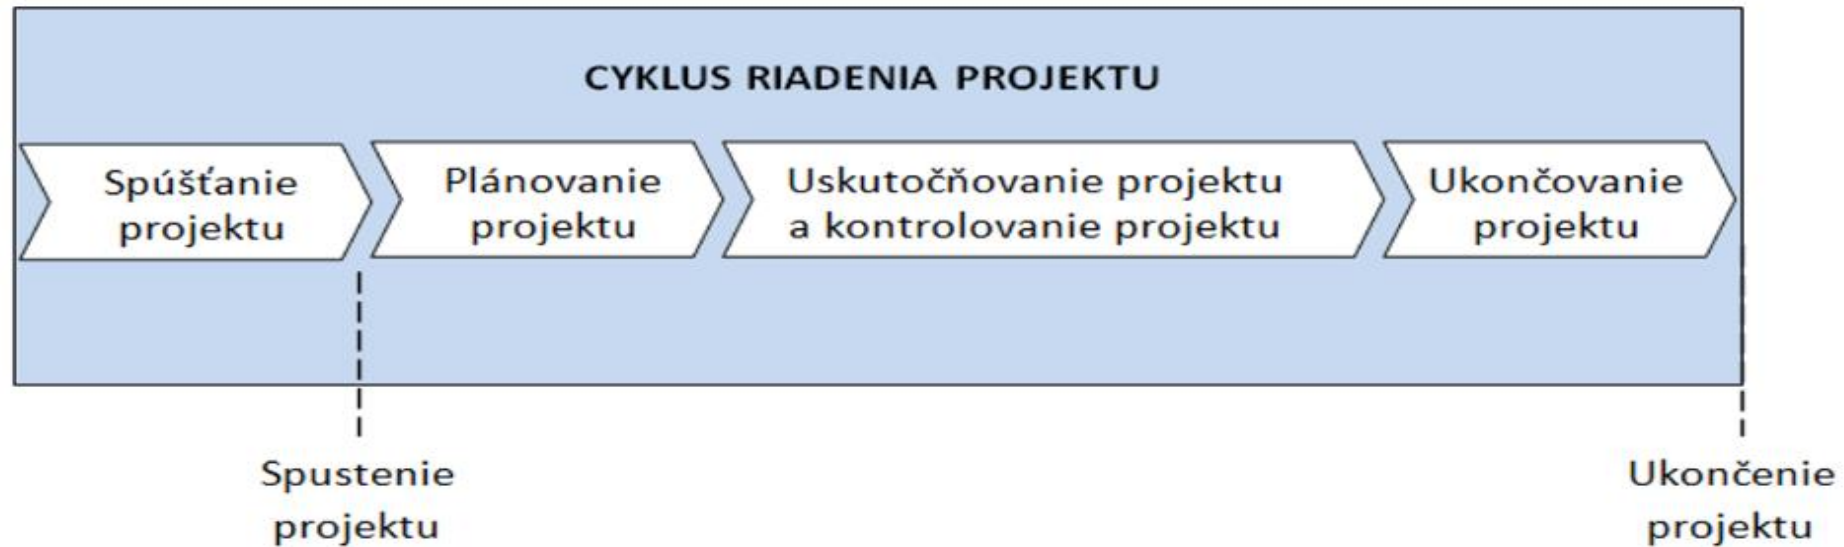 CYKLUS RIADENIA PROJEKTU
Spúšťanie
projektu
Plánovanie
projektu
Uskutočňovanie projektu
a kontrolovanie projektu
Ukončovanie
projektu
Spustenie
projektu
Ukončenie
projektu